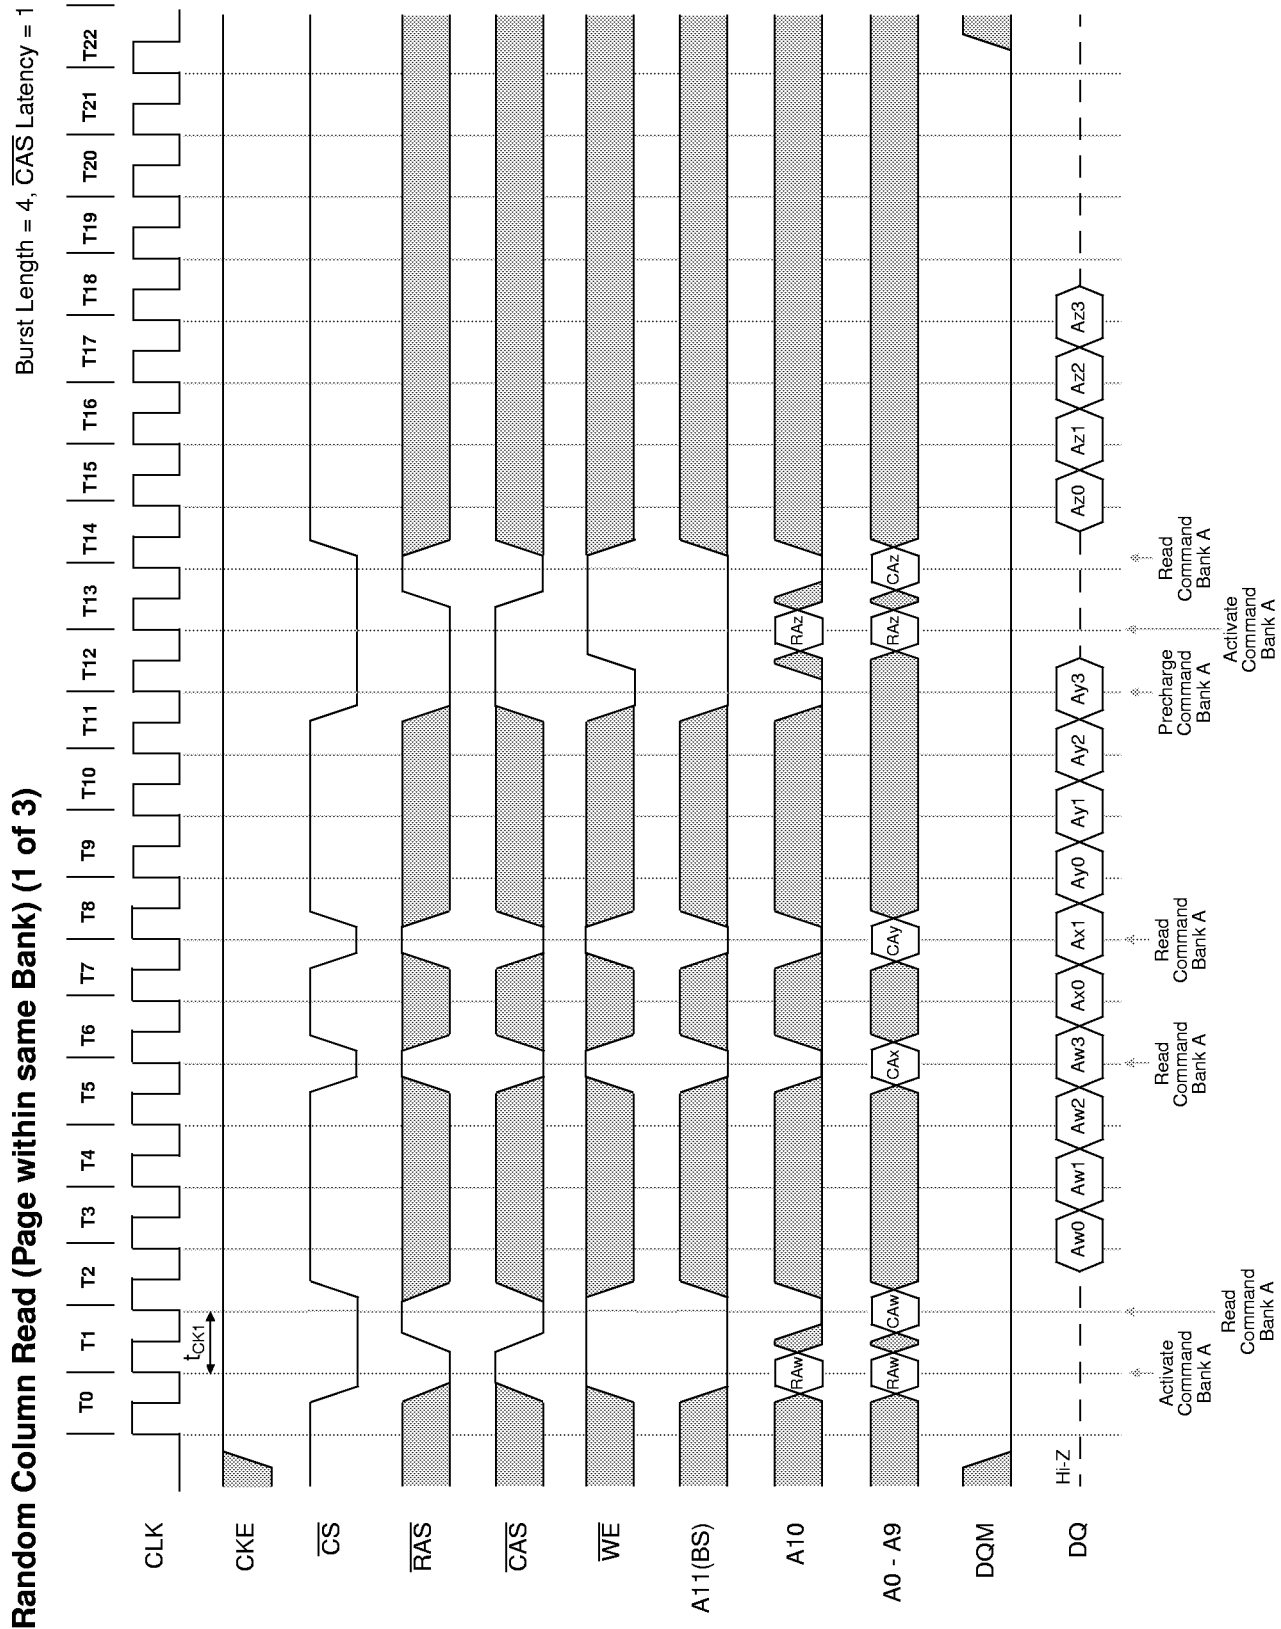 Random Column Read (Page within same Bank) (1 of 3)
Burst Length = 4, CAS Latency = 1
T0 T1 T2 T3 T4 T5 T6 T7 T8 T9 T10 T11 T12 T13 T14 T15 T16 T17 T18 T19 T20 T21 T22
CLK
tCK1
CKE
CS
RAS
CAS
WE
A11(BS)
A10
RAw RAz
A0 - A9
RAw CAw CAx CAy RAz CAz
DQM
DQ
Hi-Z
Aw0 Aw1 Aw2 Aw3 Ax0 Ax1 Ay0 Ay1 Ay2 Ay3 Az0 Az1 Az2 Az3
Activate
Command
Bank A
Read
Command
Bank A
Read
Command
Bank A
Read
Command
Bank A
Precharge
Command
Bank A
Activate
Command
Bank A
Read
Command
Bank A